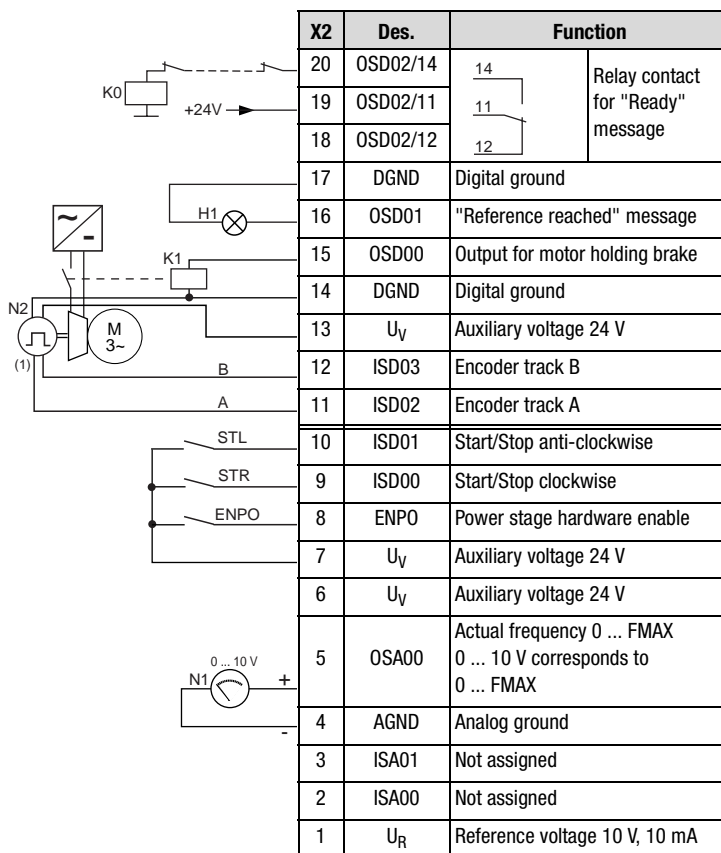 X2 Des. Function
20 OSD02/14
19 OSD02/11
18 OSD02/12
14
11
12
Relay contact
for "Ready"
message
K0
+24V
17 DGND Digital ground
H1
16 OSD01 "Reference reached" message
K1
15 OSD00 Output for motor holding brake
14 DGND Digital ground
~
-
N2
M
3~
(1)
13 UV Auxiliary voltage 24 V
B
12 ISD03 Encoder track B
A
11 ISD02 Encoder track A
STL
10 ISD01 Start/Stop anti-clockwise
STR
9 ISD00 Start/Stop clockwise
ENPO
8 ENPO Power stage hardware enable
7 UV Auxiliary voltage 24 V
6 UV Auxiliary voltage 24 V
0 ... 10 V
N1
+
-
5 OSA00
Actual frequency 0 ... FMAX
0 ... 10 V corresponds to
0 ... FMAX
4 AGND Analog ground
3 ISA01 Not assigned
2 ISA00 Not assigned
1 UR Reference voltage 10 V, 10 mA